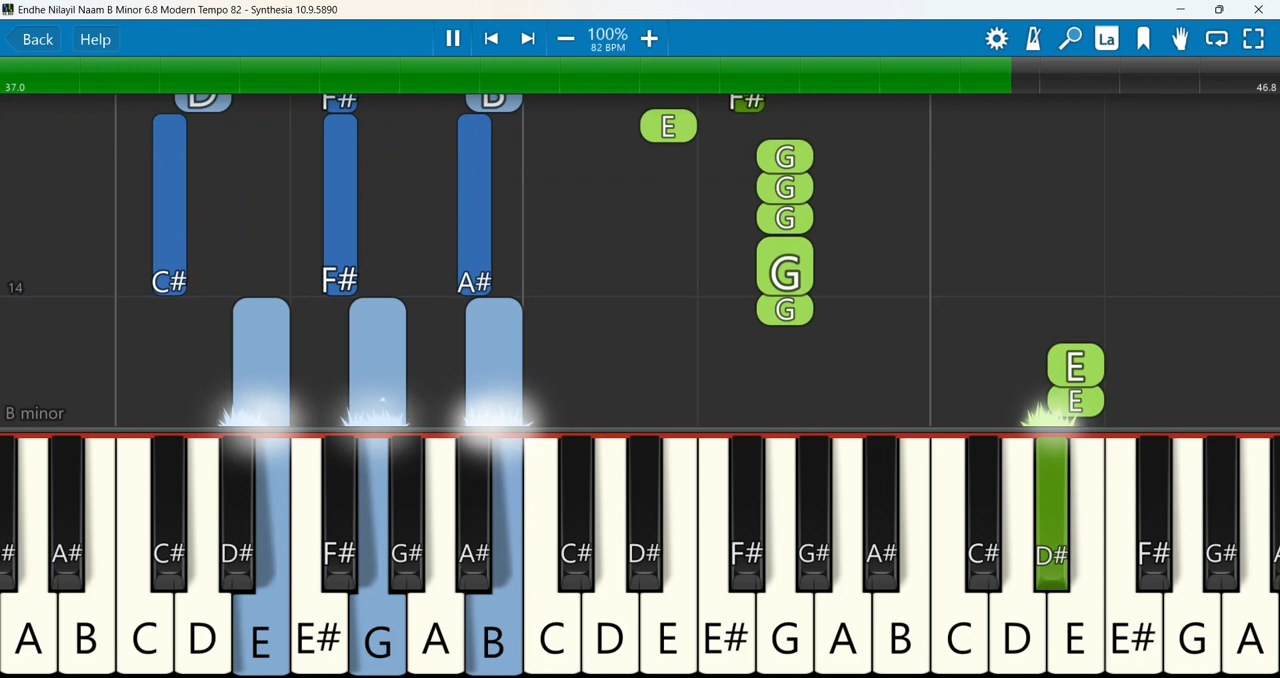 Endhe Nilayil Naam B Minor 6.8 Modern Tempo 82 - Synthesia 10.9.5890
Back Help 100% La
82 BPM
37.0 46.8
D F# B F#
E
G
G
G
G
C# F# A#
14
G
E
E
B minor
# A# C# D# F# G# A# C# D# F# G# A# C# D# F# G# A
A B C D E E# G A B C D E E# G A B C D E E# G A